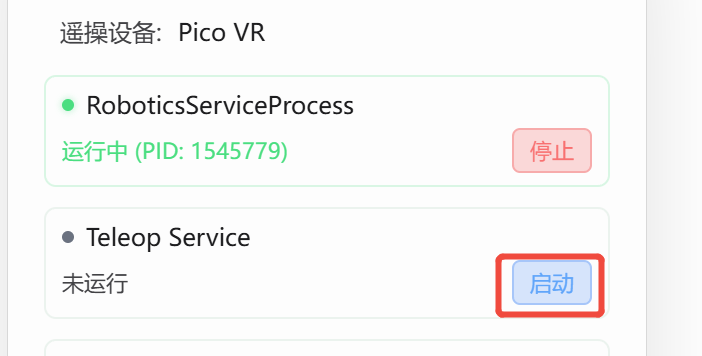 遥操设备: Pico VR
RoboticsServiceProcess
运行中 (PID: 1545779)
停止
Teleop Service
未运行
启动